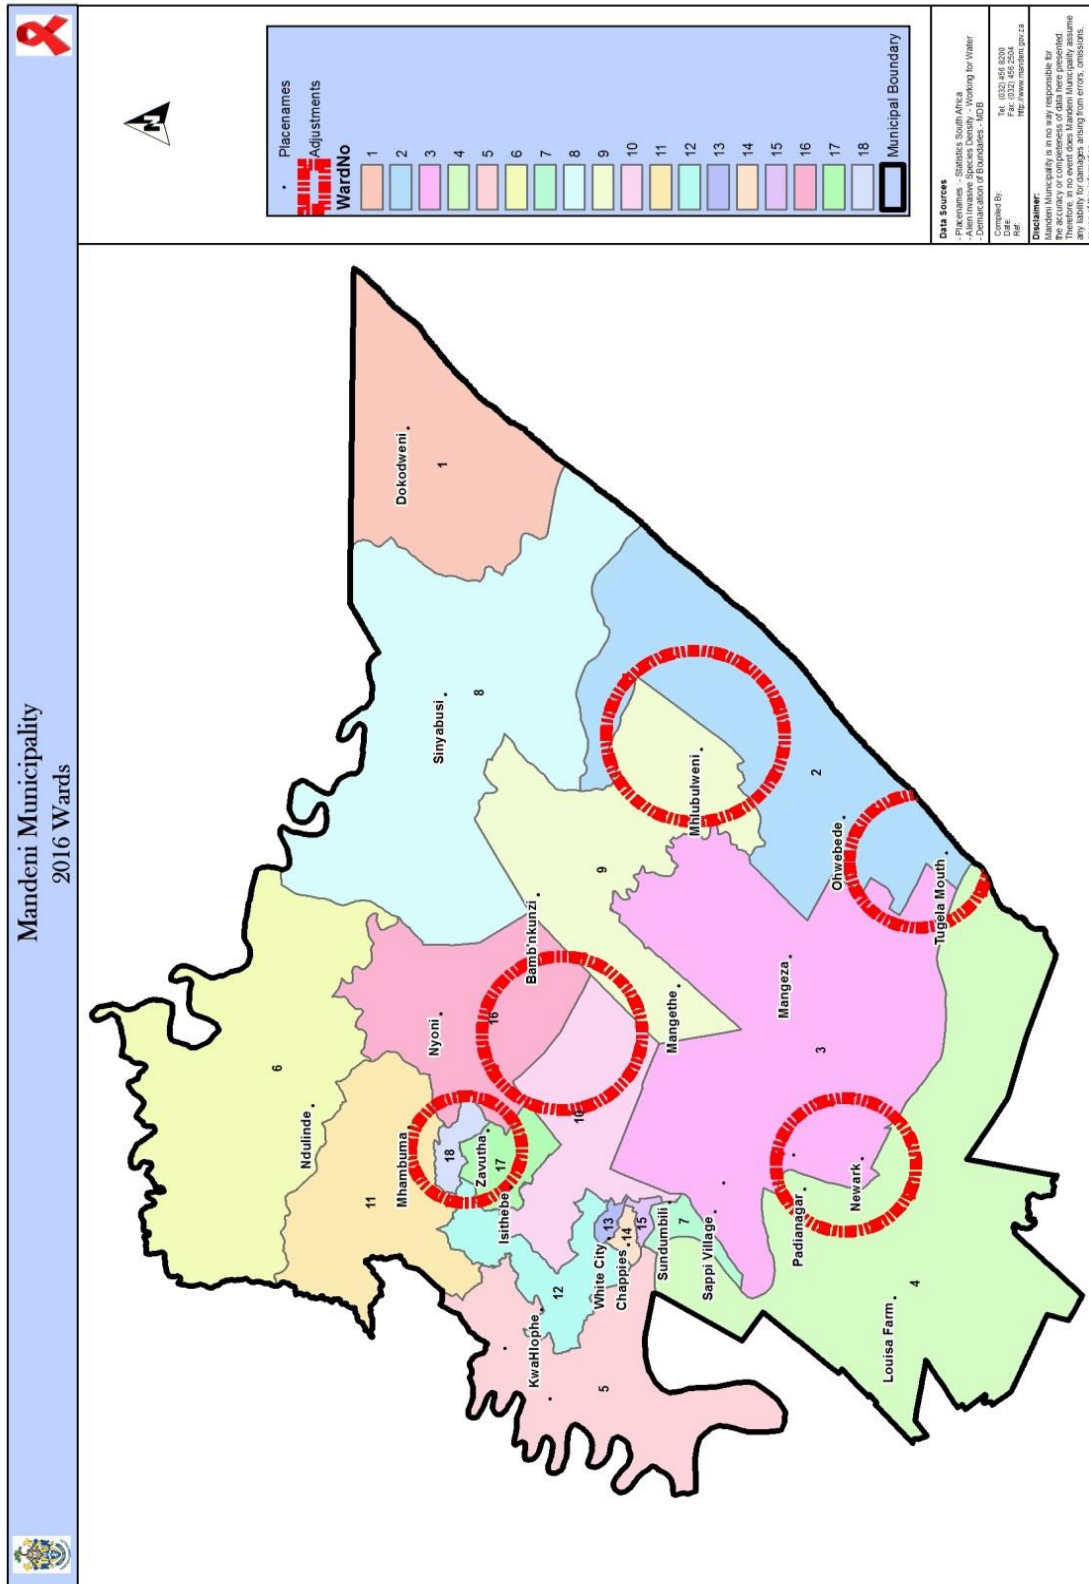 Mandeni Municipality
2016 Wards
Placenames
Adjustments
WardNo
1
2
3
4
5
6
7
8
9
10
11
12
13
14
15
16
17
18
Municipal Boundary
Data Sources
- Placenames - Statistics South Africa
- Alien Invasive Species Density - Working for Water
- Demarcation of Boundaries - MDB
Compiled By:
Date:
Ref:
Tel: (032) 456 8200
Fax: (032) 456 2504
http://www.mandeni.gov.za
Disclaimer:
Mandeni Municipality is in no way responsible for
the accuracy or completeness of data here presented.
Therefore, in no event does Mandeni Municipality assume
any liability for damages arising from errors, omissions,
N
Dokodweni
1
Sinyabusi
8
Ndulinde
6
Mhambuma
11
Nyoni
16
Bamb'nkunzi
9
Mhlubulweni
2
Ohwebede
Tugela Mouth
Mangethe
Mangeza
3
10
18
Zavutha
17
Isithebe
12
KwaHlophe
5
White City
13
Chappies
14
15
Sundumbili
7
Sappi Village
Padianagar
Newark
4
Louisa Farm